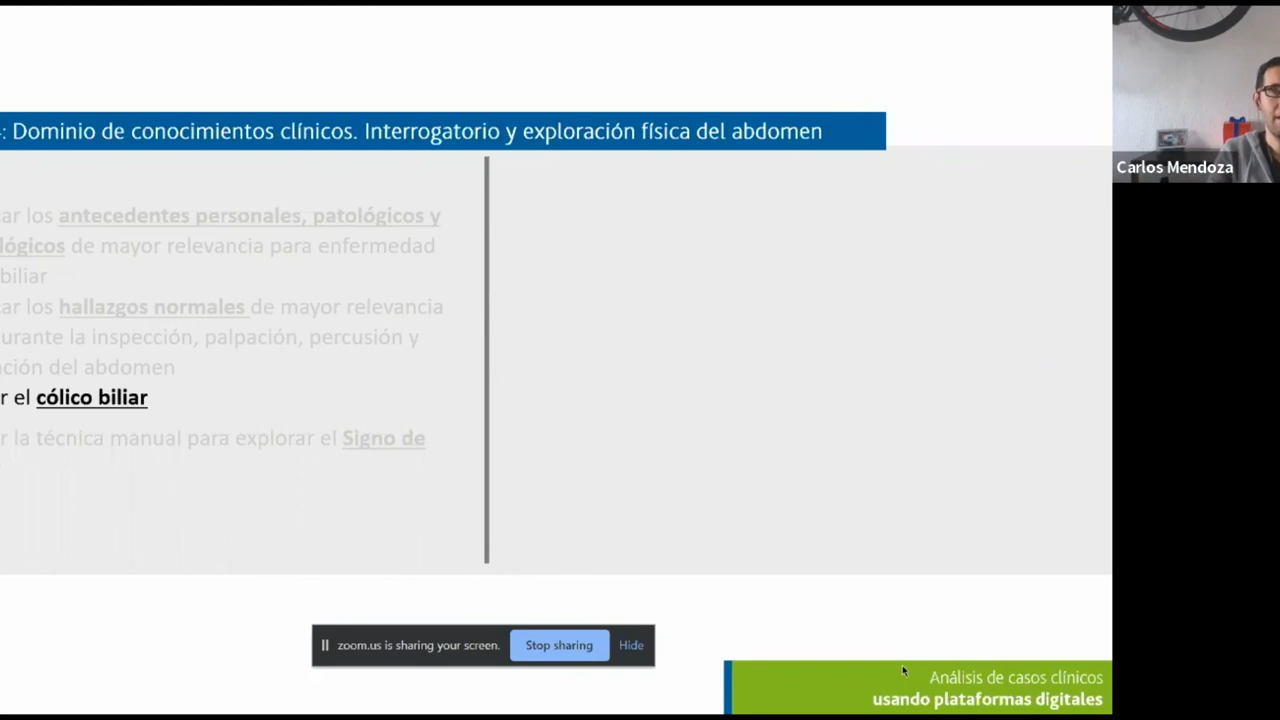 : Dominio de conocimientos clínicos. Interrogatorio y exploración física del abdomen
Carlos Mendoza
ar los antecedentes personales, patológicos y
lógicos de mayor relevancia para enfermedad
biliar
ar los hallazgos normales de mayor relevancia
urante la inspección, palpación, percusión y
ación del abdomen
r el cólico biliar
r la técnica manual para explorar el Signo de
zoom.us is sharing your screen. Stop sharing Hide
Análisis de casos clínicos
usando plataformas digitales